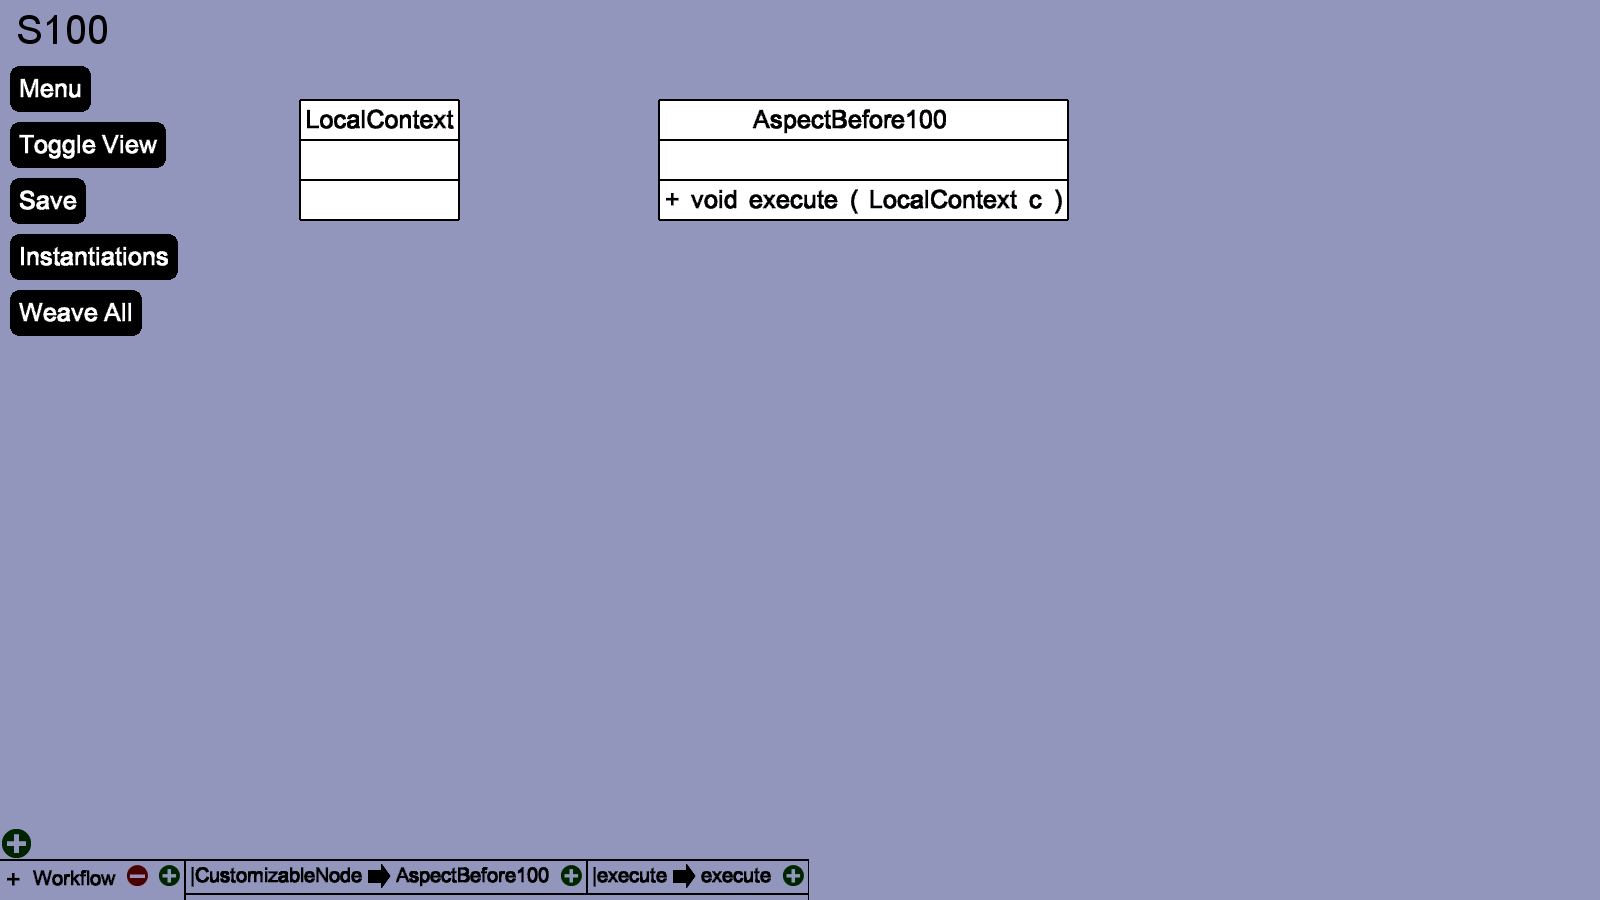 S100
Menu
Toggle View
Save
Instantiations
Weave All
LocalContext
AspectBefore100
+ void execute ( LocalContext c )
+ Workflow |CustomizableNode AspectBefore100 |execute execute